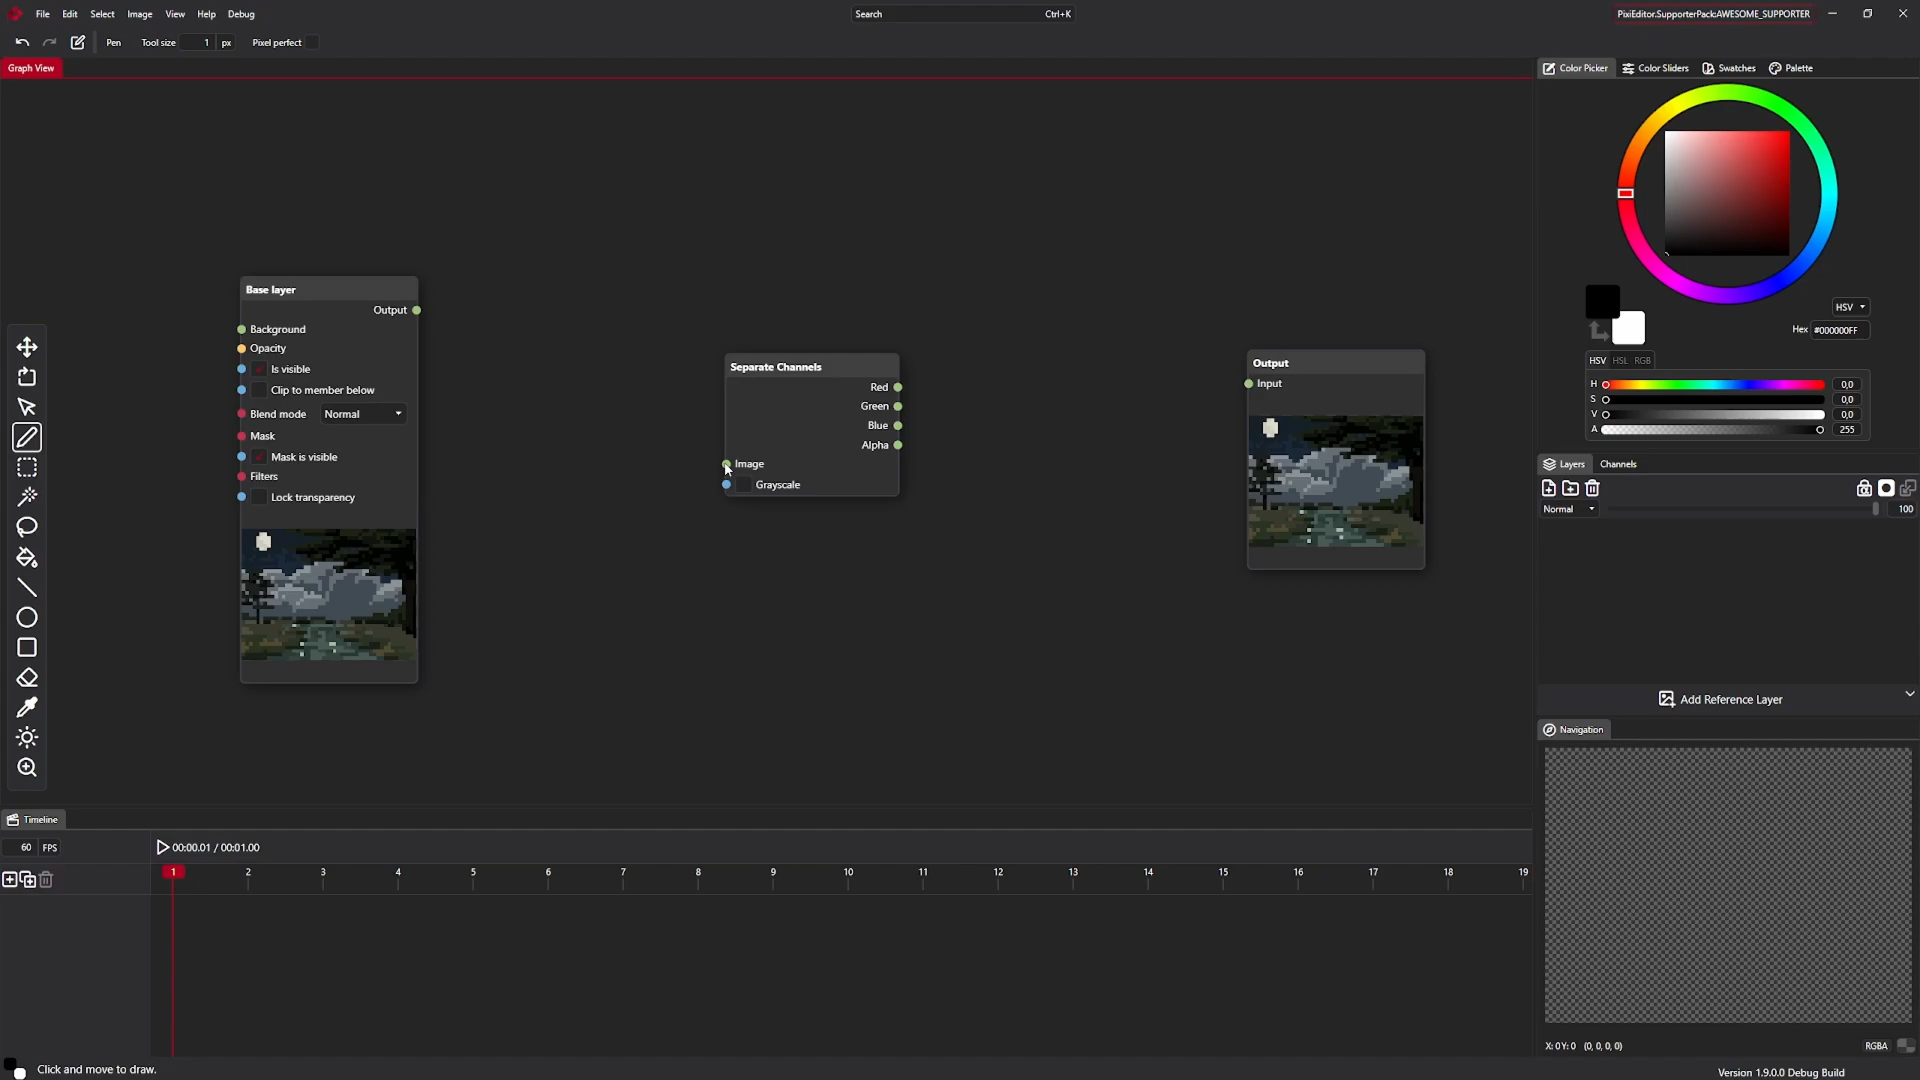 File Edit Select Image View Help Debug
Search Ctrl+K
PixiEditor.SupporterPack:AWESOME_SUPPORTER
Pen Tool size 1 px Pixel perfect
Graph View
Color Picker Color Sliders Swatches Palette
HSV
Hex #000000FF
HSV HSL RGB
H 0,0
S 0,0
V 0,0
A 255
Base layer
Output
Background
Opacity
Is visible
Clip to member below
Blend mode Normal
Mask
Mask is visible
Filters
Lock transparency
Separate Channels
Red
Green
Blue
Alpha
Image
Grayscale
Output
Input
Layers Channels
Normal 100
Add Reference Layer
Navigation
X: 0 Y: 0 (0, 0, 0, 0) RGBA
Timeline
60 FPS 00:00.01 / 00:01.00
1 2 3 4 5 6 7 8 9 10 11 12 13 14 15 16 17 18 19
Click and move to draw.
Version 1.9.0.0 Debug Build